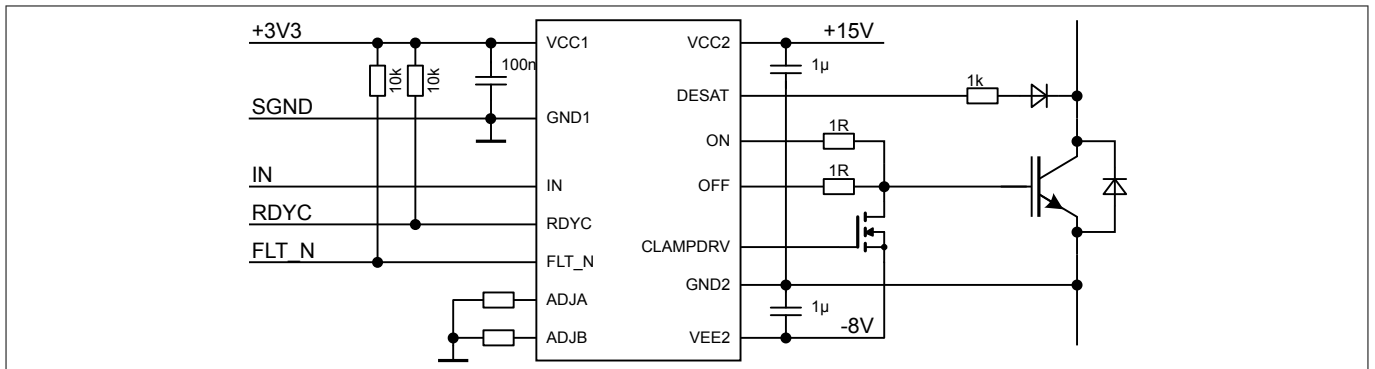 +3V3
SGND
IN
RDYC
FLT_N
10k
10k
100n
VCC1
GND1
IN
RDYC
FLT_N
ADJA
ADJB
VCC2
DESAT
ON
OFF
CLAMPDRV
GND2
VEE2
+15V
1µ
1k
1R
1R
1µ
-8V